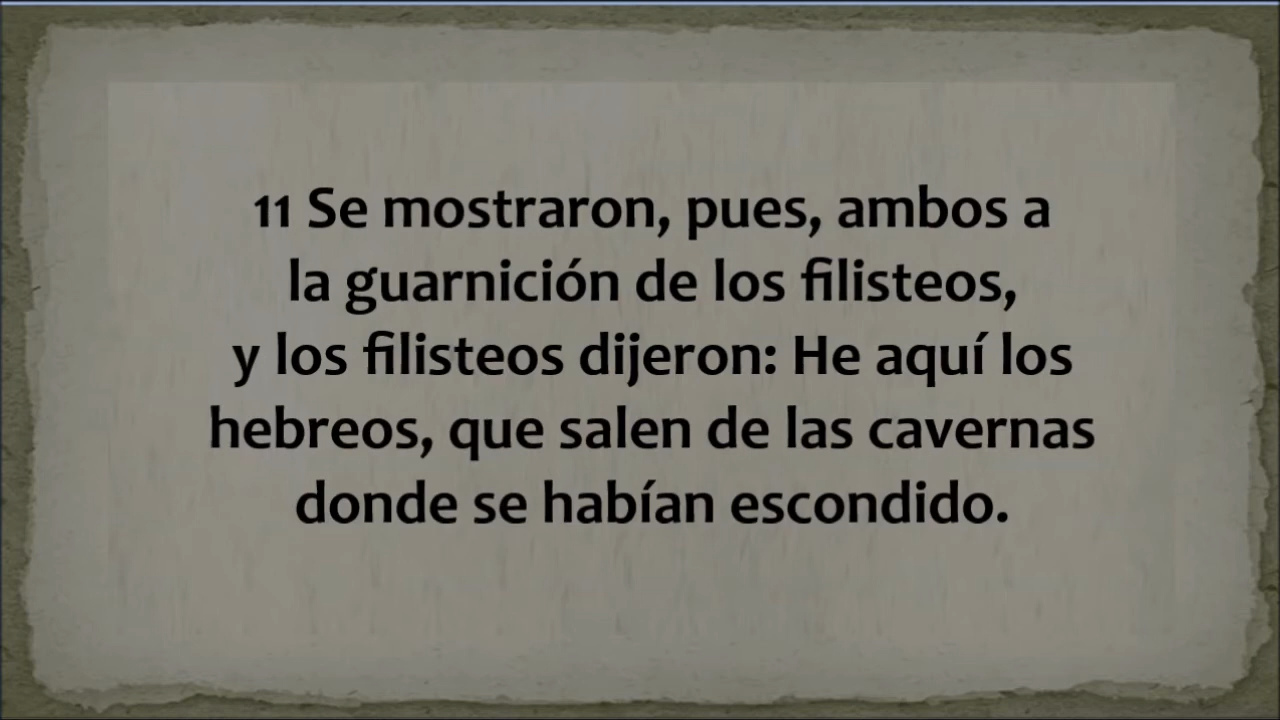 11 Se mostraron, pues, ambos a
la guarnición de los filisteos,
y los filisteos dijeron: He aquí los
hebreos, que salen de las cavernas
donde se habían escondido.